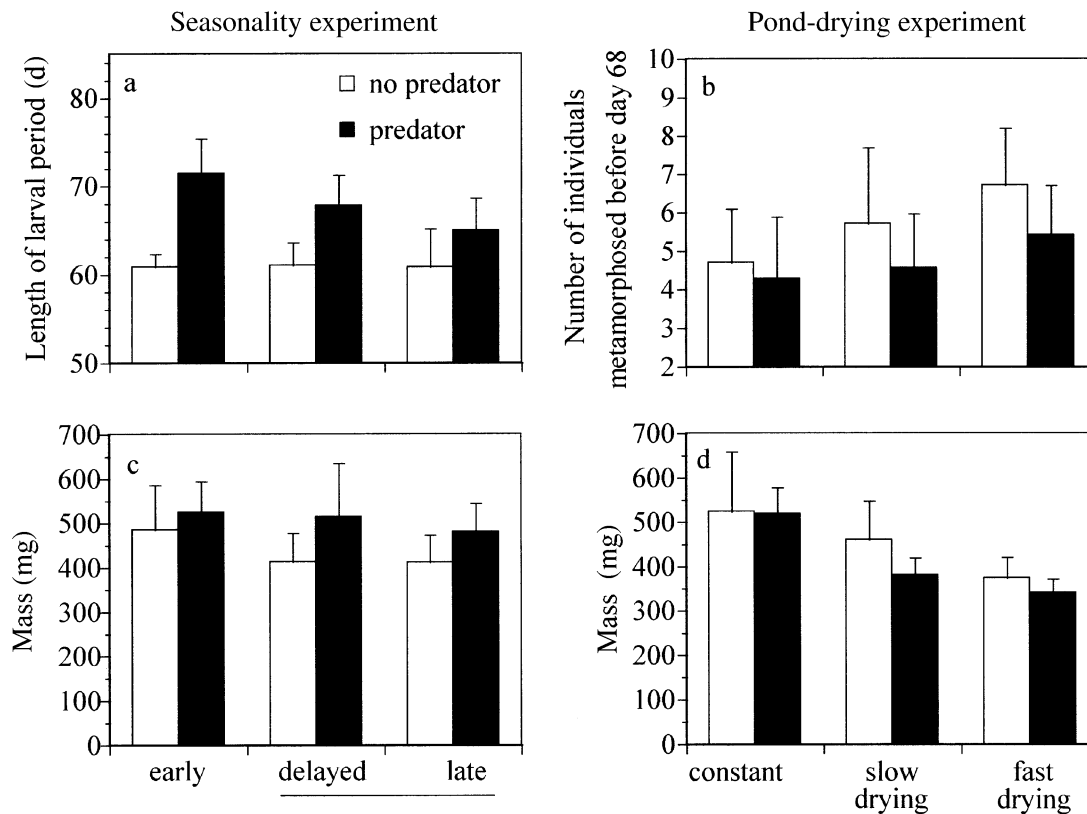 Seasonality experiment
Pond-drying experiment
Length of larval period (d)
80
70
60
50
a
no predator
predator
Number of individuals
metamorphosed before day 68
10
9
8
7
6
5
4
3
2
b
Mass (mg)
700
600
500
400
300
200
100
0
c
early
delayed
late
Mass (mg)
700
600
500
400
300
200
100
0
d
constant
slow
drying
fast
drying